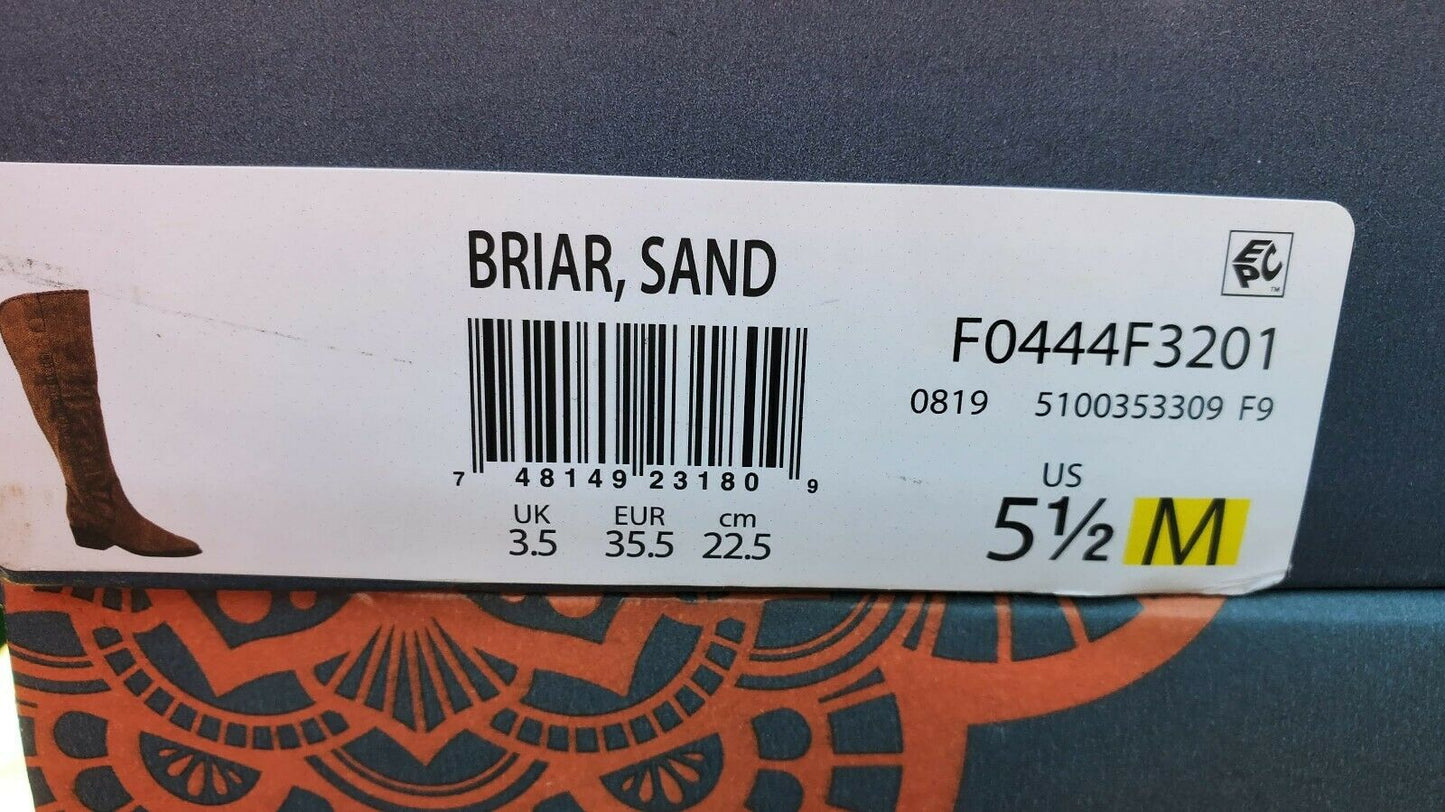 BRIAR, SAND
EPC
TM
F0444F3201
0819 5100353309 F9
7 48149 23180 9
UK EUR cm
3.5 35.5 22.5
US
5½ M